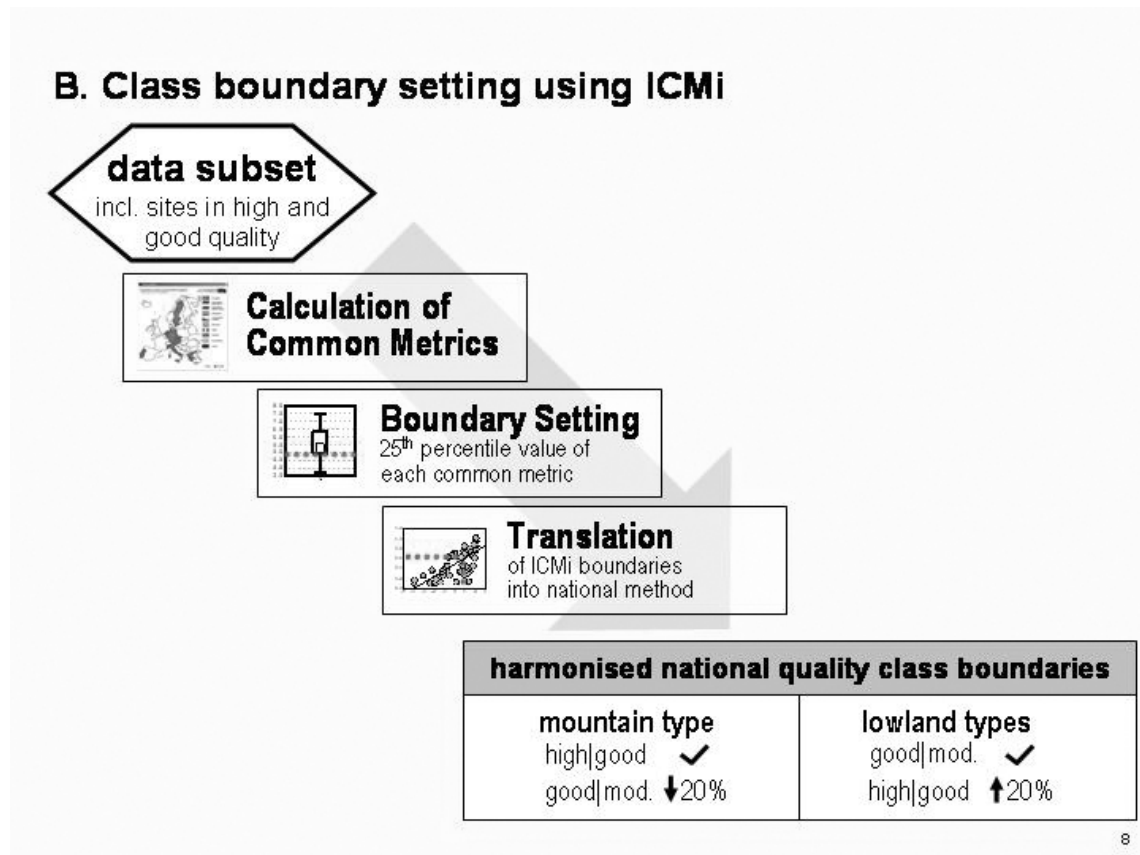 B. Class boundary setting using ICMi
data subset
incl. sites in high and
good quality
Calculation of
Common Metrics
Boundary Setting
25th percentile value of
each common metric
Translation
of ICMi boundaries
into national method
harmonised national quality class boundaries
mountain type
high|good ✓
good|mod. ↓20%
lowland types
good|mod. ✓
high|good ↑20%
8